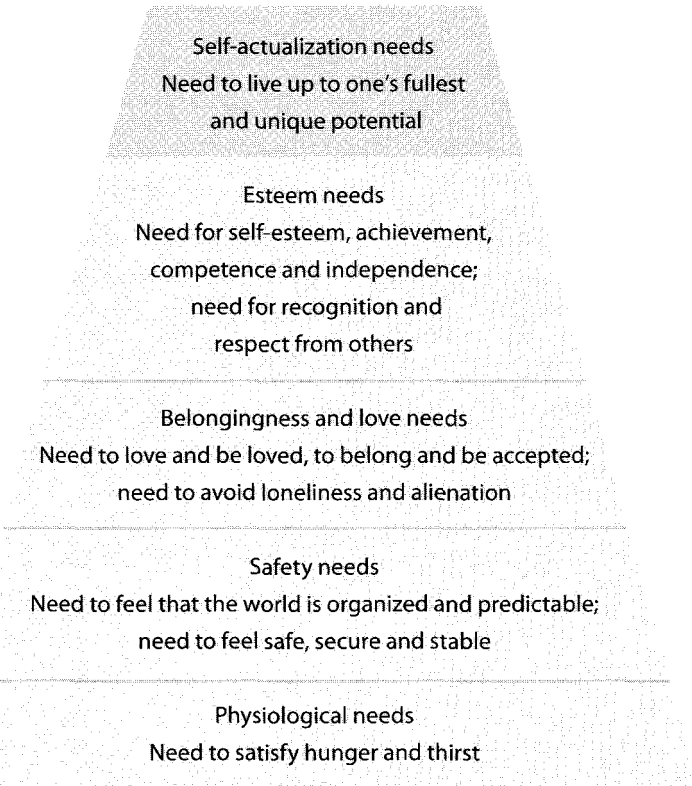 Self-actualization needs
Need to live up to one's fullest
and unique potential
Esteem needs
Need for self-esteem, achievement,
competence and independence;
need for recognition and
respect from others
Belongingness and love needs
Need to love and be loved, to belong and be accepted;
need to avoid loneliness and alienation
Safety needs
Need to feel that the world is organized and predictable;
need to feel safe, secure and stable
Physiological needs
Need to satisfy hunger and thirst